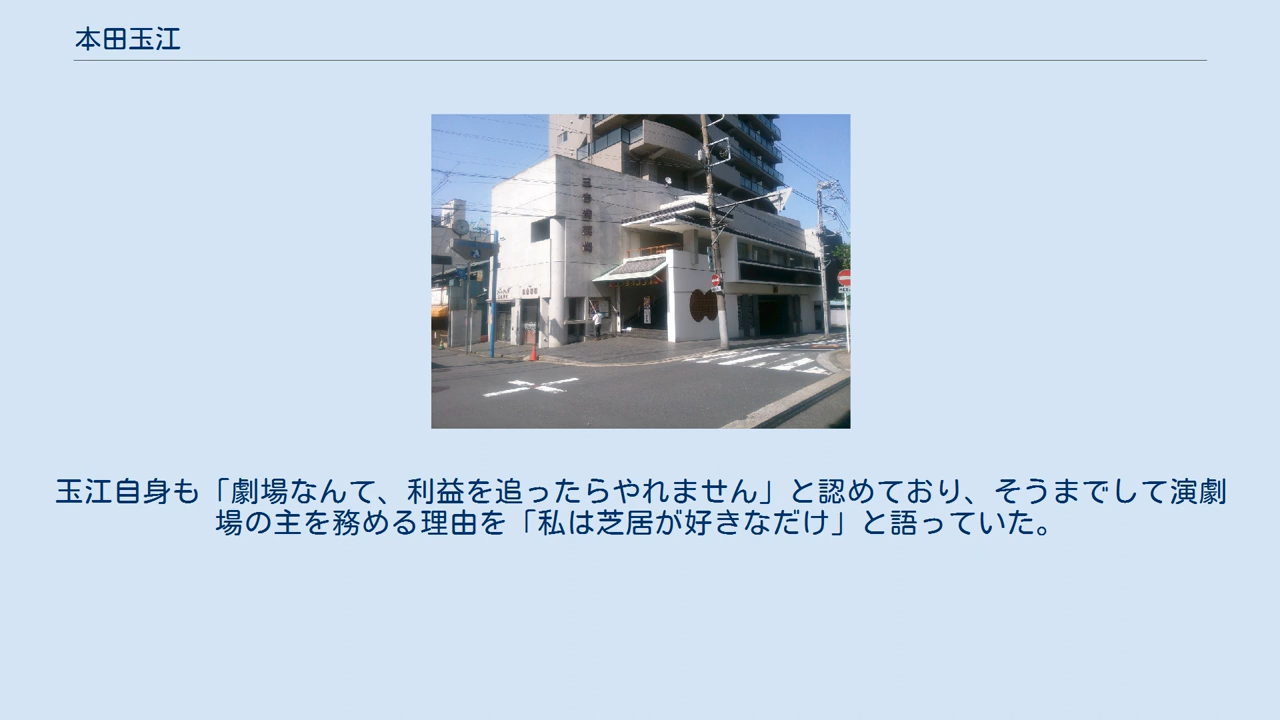 本田玉江
玉江自身も「劇場なんて、利益を追ったらやれません」と認めており、そうまでして演劇
場の主を務める理由を「私は芝居が好きなだけ」と語っていた。